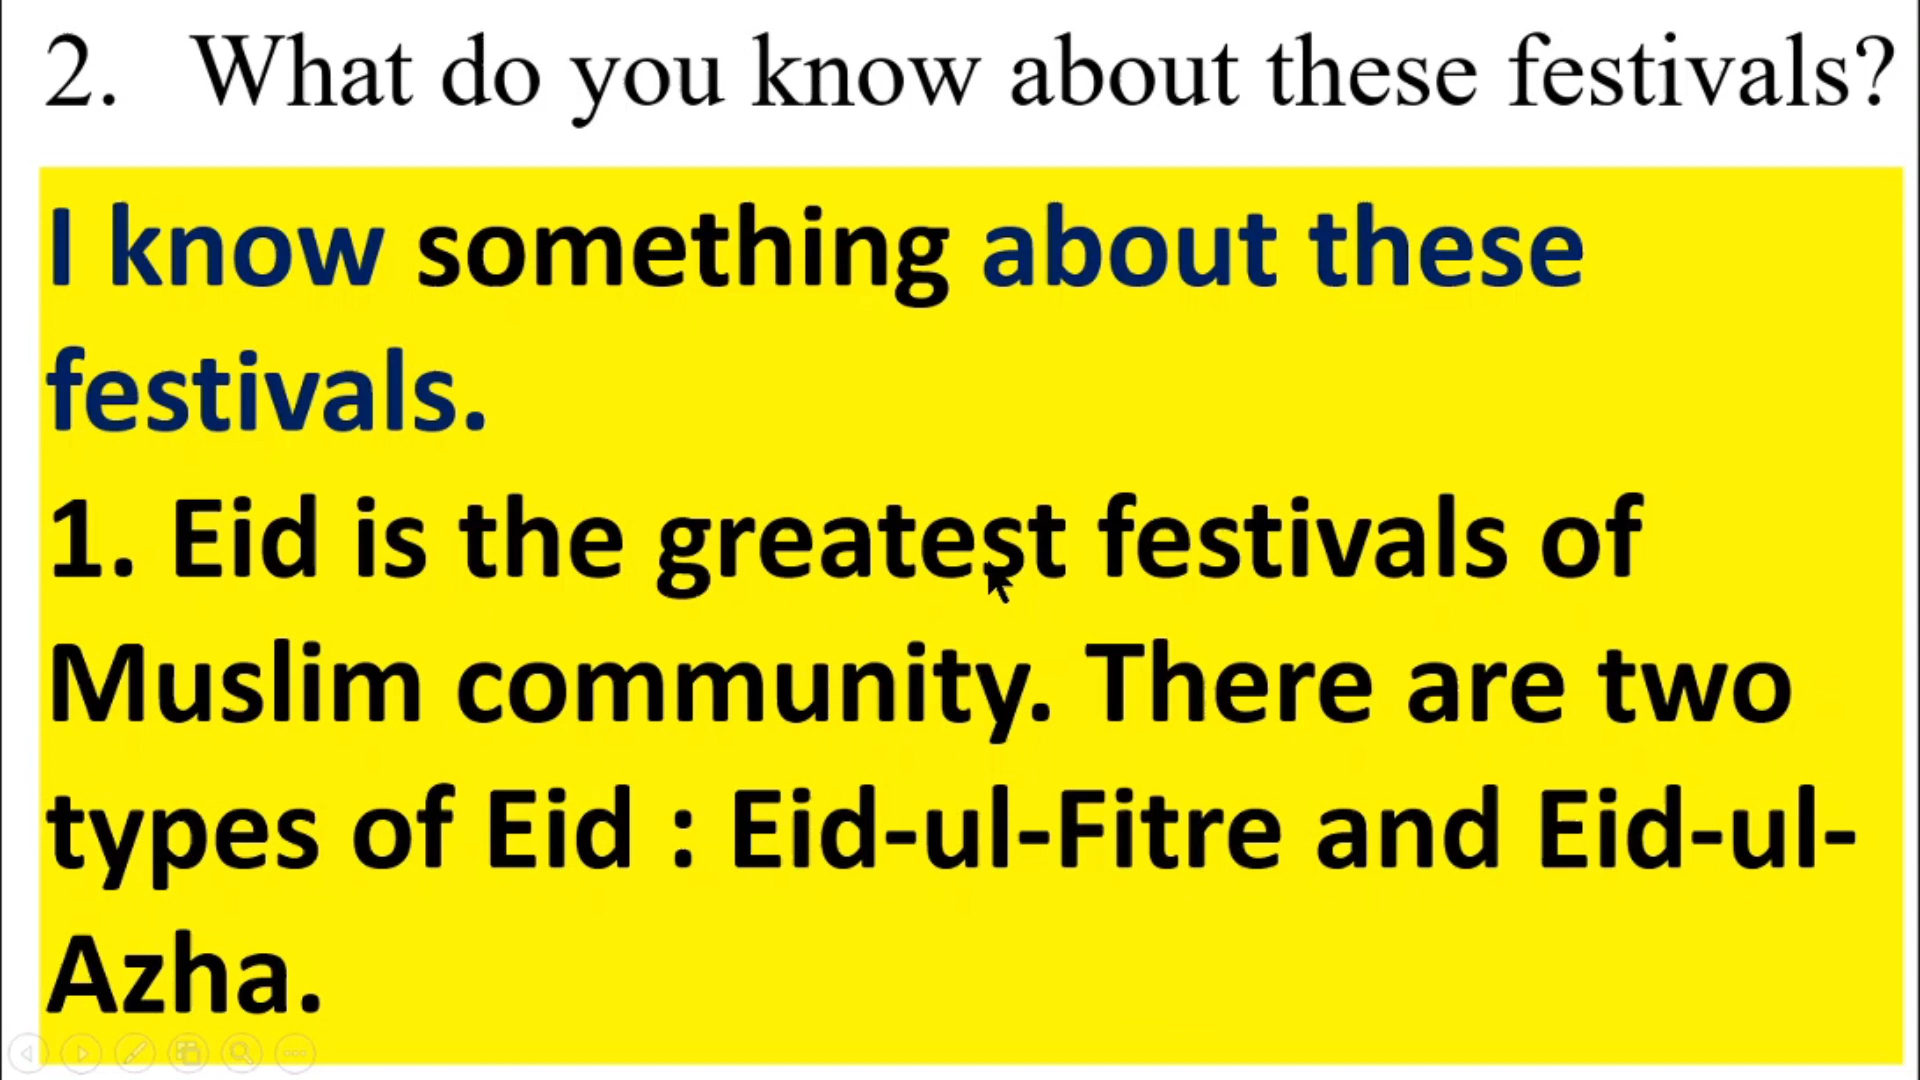 2. What do you know about these festivals?
I know something about these
festivals.
1. Eid is the greatest festivals of
Muslim community. There are two
types of Eid : Eid-ul-Fitre and Eid-ul-
Azha.